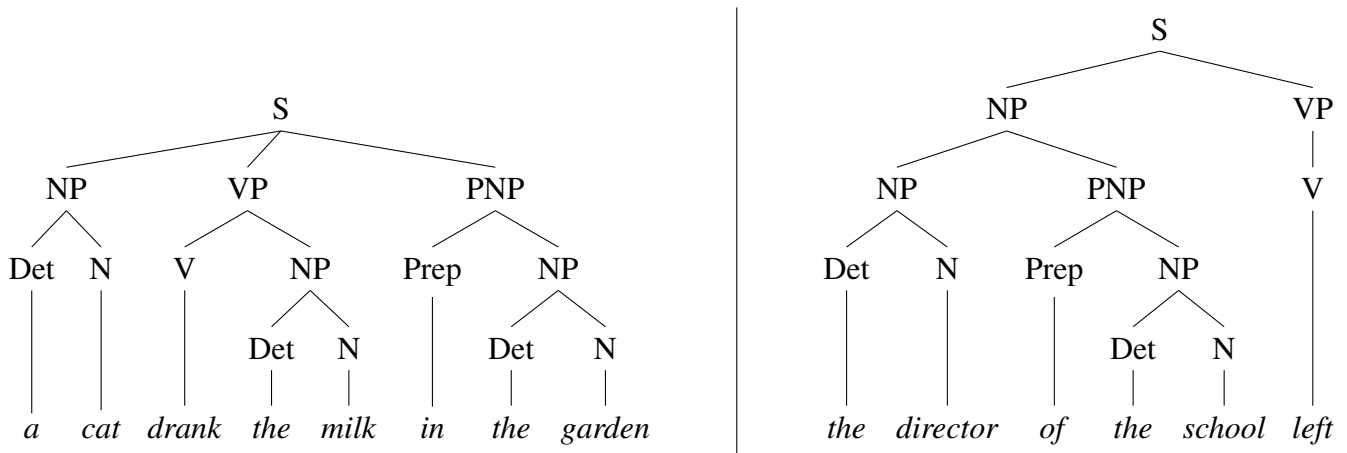 S
NP VP PNP
Det N V NP Prep NP
Det N Det N
a cat drank the milk in the garden
S
NP VP
NP PNP V
Det N Prep NP
Det N
the director of the school left